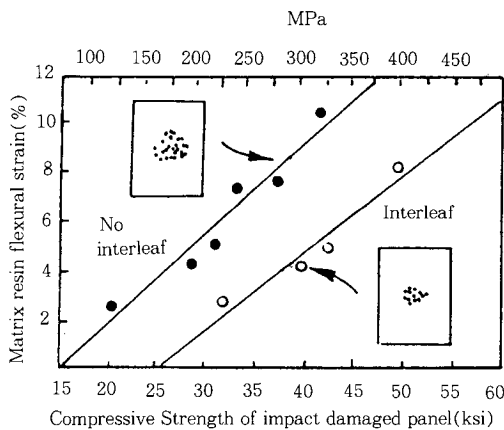 MPa
100 150 200 250 300 350 400 450
12
10
8
6
4
2
Matrix resin flexural strain(%)
No
interleaf
Interleaf
15 20 25 30 35 40 45 50 55 60
Compressive Strength of impact damaged panel(ksi)